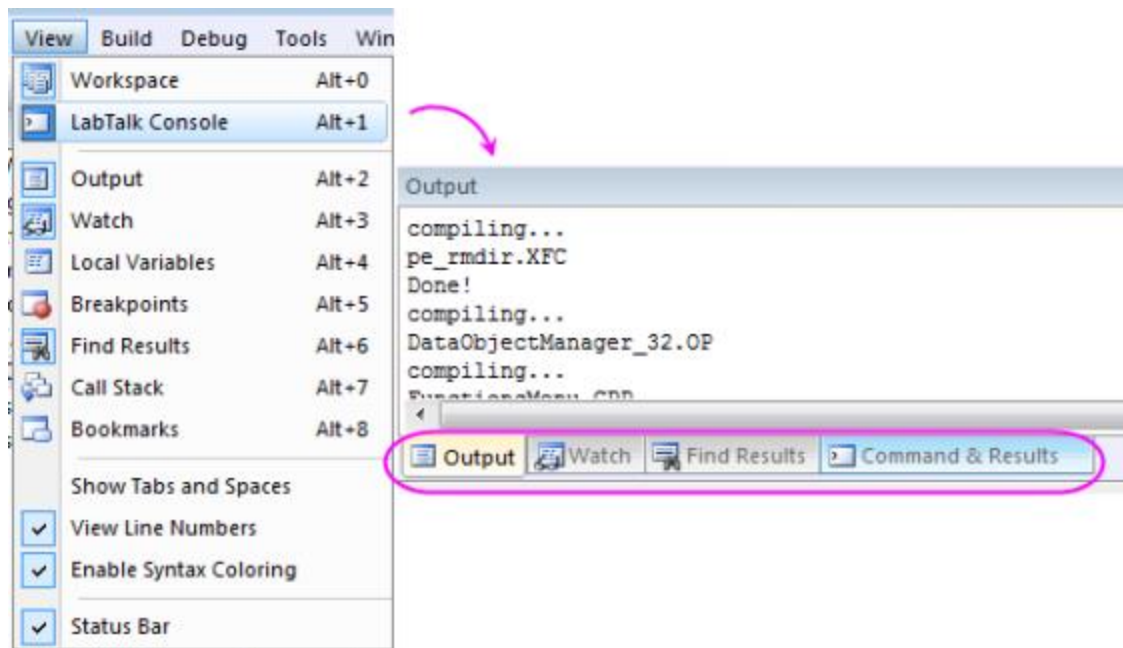 View Build Debug Tools Win
Workspace Alt+0
LabTalk Console Alt+1
Output Alt+2
Watch Alt+3
Local Variables Alt+4
Breakpoints Alt+5
Find Results Alt+6
Call Stack Alt+7
Bookmarks Alt+8
Show Tabs and Spaces
View Line Numbers
Enable Syntax Coloring
Status Bar
Output
compiling...
pe_rmdir.XFC
Done!
compiling...
DataObjectManager_32.OP
compiling...
FunctionsMenu.CPP
Output Watch Find Results Command & Results